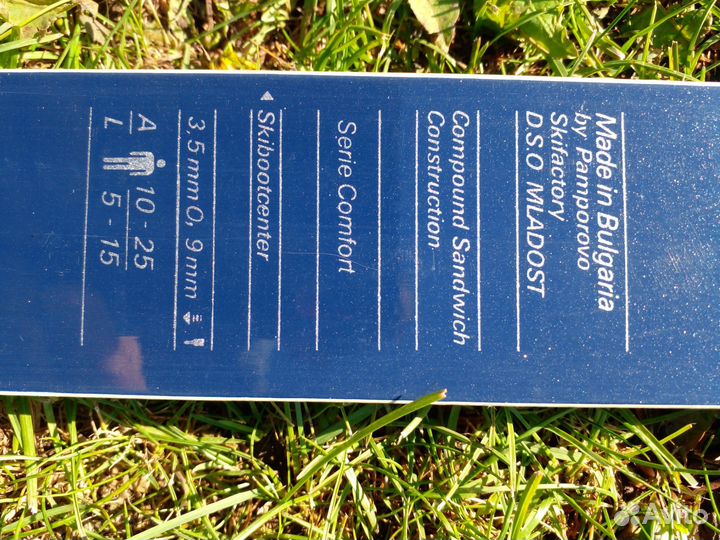 Made in Bulgaria
by Pamporovo
Skifactory
D.S.O MLADOST
Compound Sandwich
Construction
Serie Comfort
Skibootcenter
3,5 mm 0, 9 mm
A 10 - 25
L 5 - 15
Avito